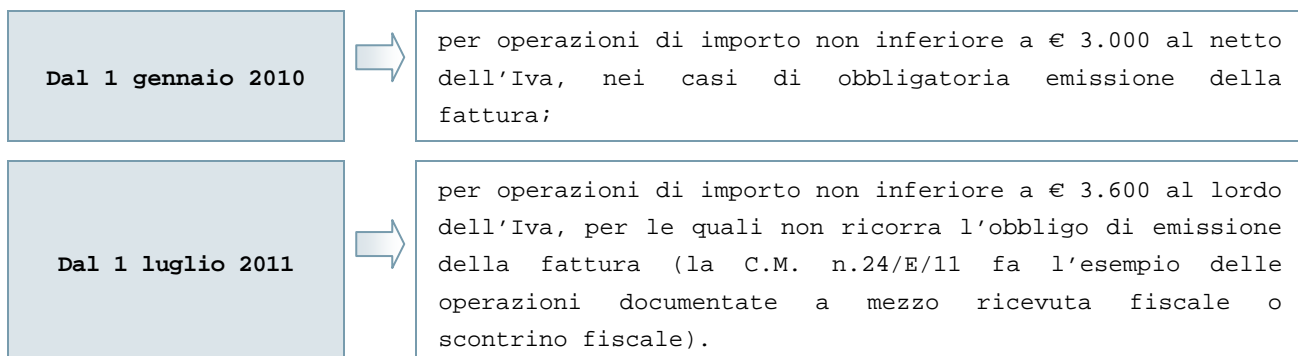 Dal 1 gennaio 2010
per operazioni di importo non inferiore a € 3.000 al netto
dell’Iva, nei casi di obbligatoria emissione della
fattura;
Dal 1 luglio 2011
per operazioni di importo non inferiore a € 3.600 al lordo
dell’Iva, per le quali non ricorra l’obbligo di emissione
della fattura (la C.M. n.24/E/11 fa l’esempio delle
operazioni documentate a mezzo ricevuta fiscale o
scontrino fiscale).